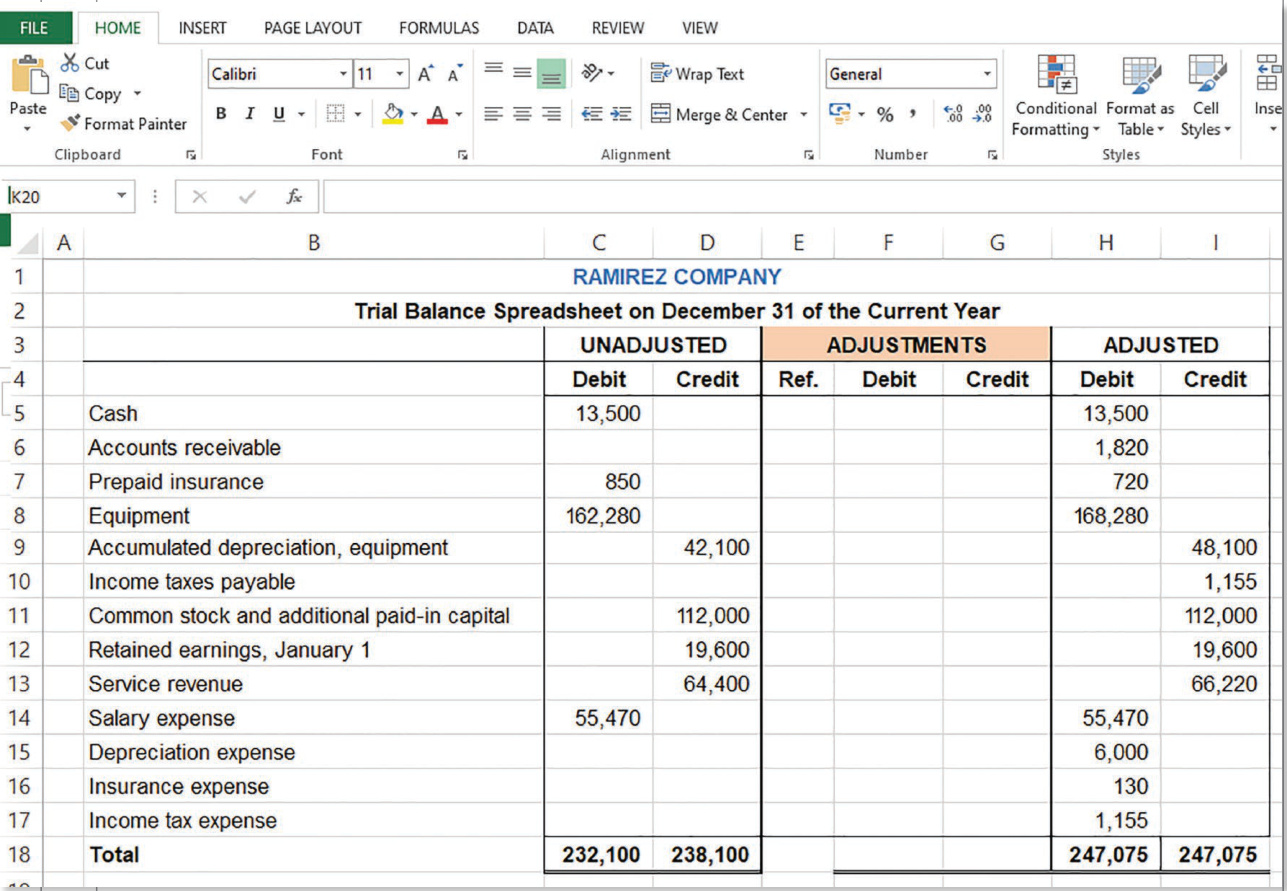 FILE HOME INSERT PAGE LAYOUT FORMULAS DATA REVIEW VIEW
Paste
Cut
Copy
Format Painter
Calibri 11 A A
B I U A
Wrap Text
Merge & Center
General
% , .0 .00 .00 .0
Conditional Formatting
Format as Table
Cell Styles
Inse
Clipboard Font Alignment Number Styles
K20 fx
A B C D E F G H I
1 RAMIREZ COMPANY
2 Trial Balance Spreadsheet on December 31 of the Current Year
3 UNADJUSTED ADJUSTMENTS ADJUSTED
4 Debit Credit Ref. Debit Credit Debit Credit
5 Cash 13,500 13,500
6 Accounts receivable 1,820
7 Prepaid insurance 850 720
8 Equipment 162,280 168,280
9 Accumulated depreciation, equipment 42,100 48,100
10 Income taxes payable 1,155
11 Common stock and additional paid-in capital 112,000 112,000
12 Retained earnings, January 1 19,600 19,600
13 Service revenue 64,400 66,220
14 Salary expense 55,470 55,470
15 Depreciation expense 6,000
16 Insurance expense 130
17 Income tax expense 1,155
18 Total 232,100 238,100 247,075 247,075